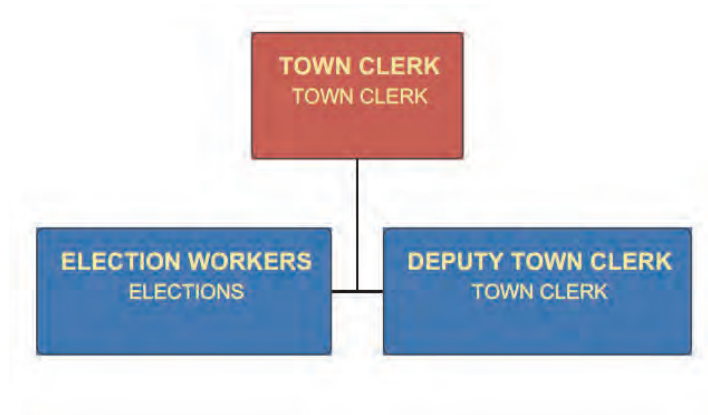 TOWN CLERK
TOWN CLERK
ELECTION WORKERS
ELECTIONS
DEPUTY TOWN CLERK
TOWN CLERK